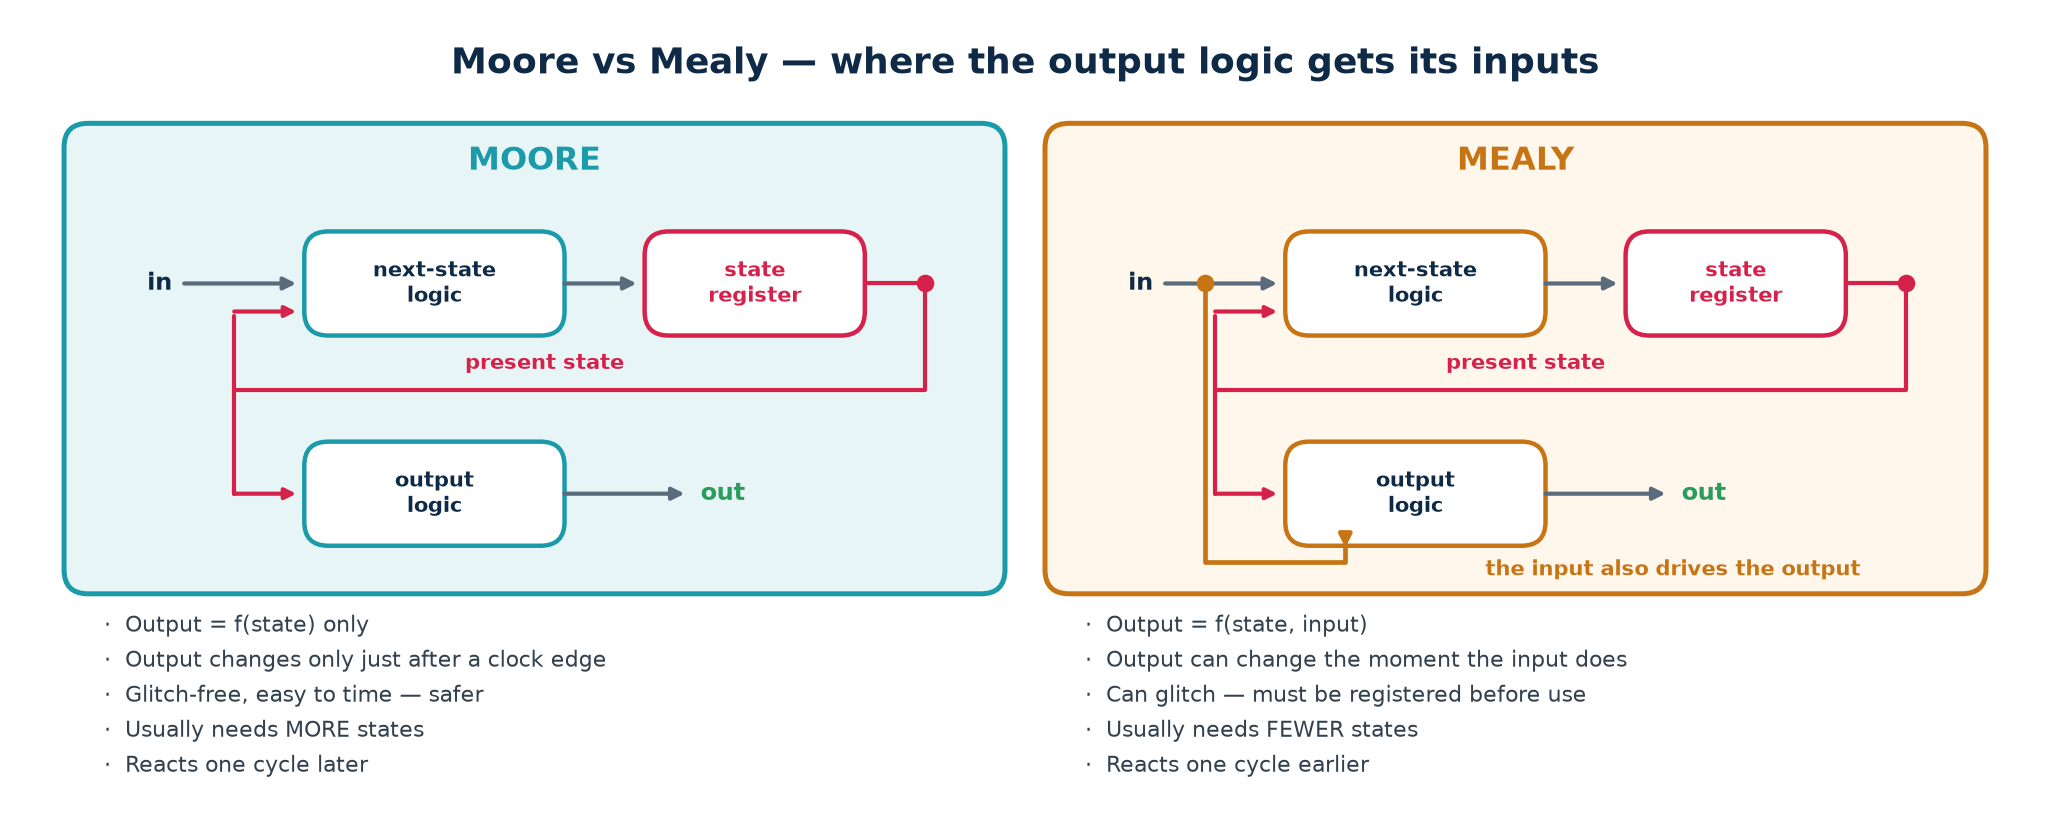 Moore vs Mealy — where the output logic gets its inputs
MOORE
in
next-state
logic
state
register
present state
output
logic
out
· Output = f(state) only
· Output changes only just after a clock edge
· Glitch-free, easy to time — safer
· Usually needs MORE states
· Reacts one cycle later
MEALY
in
next-state
logic
state
register
present state
output
logic
out
the input also drives the output
· Output = f(state, input)
· Output can change the moment the input does
· Can glitch — must be registered before use
· Usually needs FEWER states
· Reacts one cycle earlier